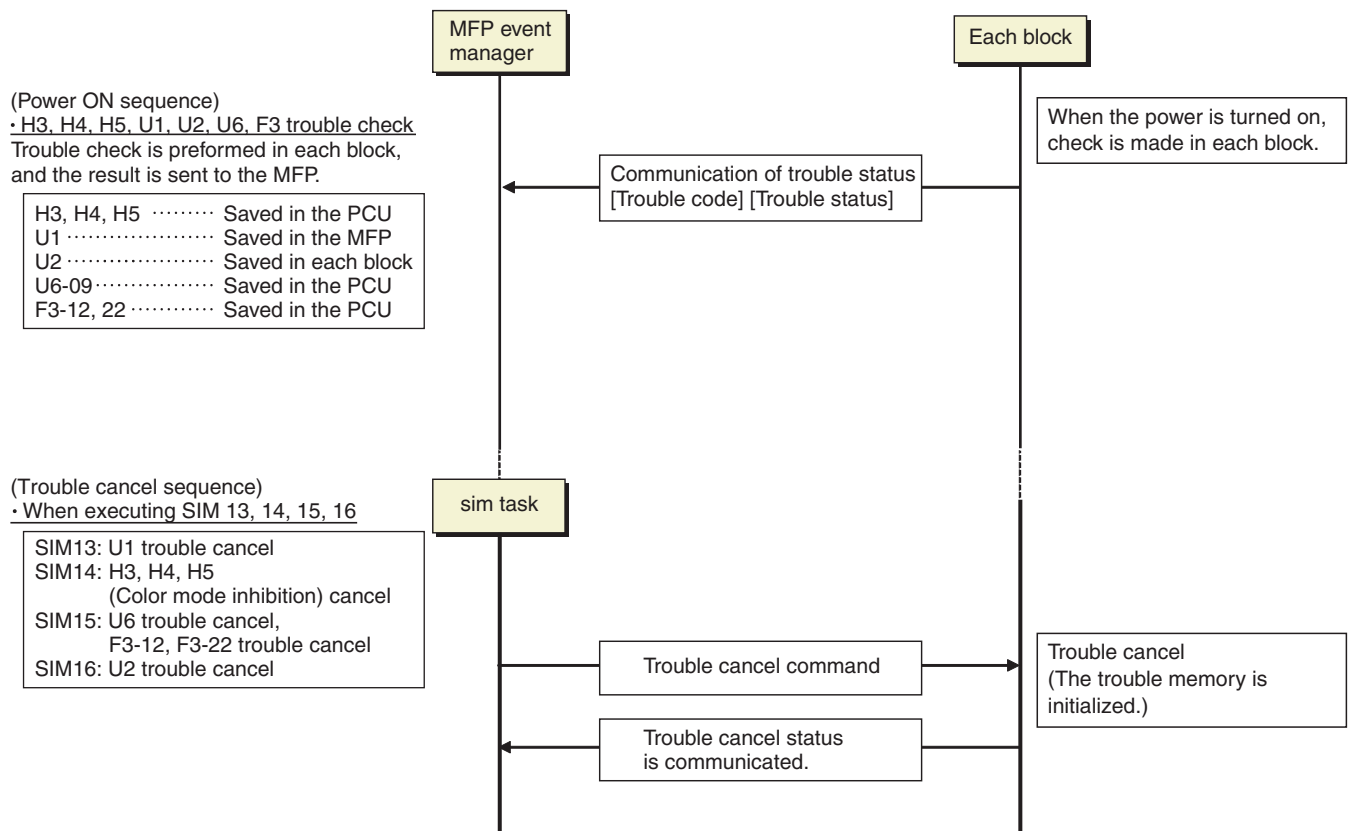 MFP event
manager
Each block
(Power ON sequence)
· H3, H4, H5, U1, U2, U6, F3 trouble check
Trouble check is preformed in each block,
and the result is sent to the MFP.
H3, H4, H5 ········· Saved in the PCU
U1 ····················· Saved in the MFP
U2 ····················· Saved in each block
U6-09 ················· Saved in the PCU
F3-12, 22 ············ Saved in the PCU
When the power is turned on,
check is made in each block.
Communication of trouble status
[Trouble code] [Trouble status]
(Trouble cancel sequence)
· When executing SIM 13, 14, 15, 16
sim task
SIM13: U1 trouble cancel
SIM14: H3, H4, H5
(Color mode inhibition) cancel
SIM15: U6 trouble cancel,
F3-12, F3-22 trouble cancel
SIM16: U2 trouble cancel
Trouble cancel command
Trouble cancel
(The trouble memory is
initialized.)
Trouble cancel status
is communicated.